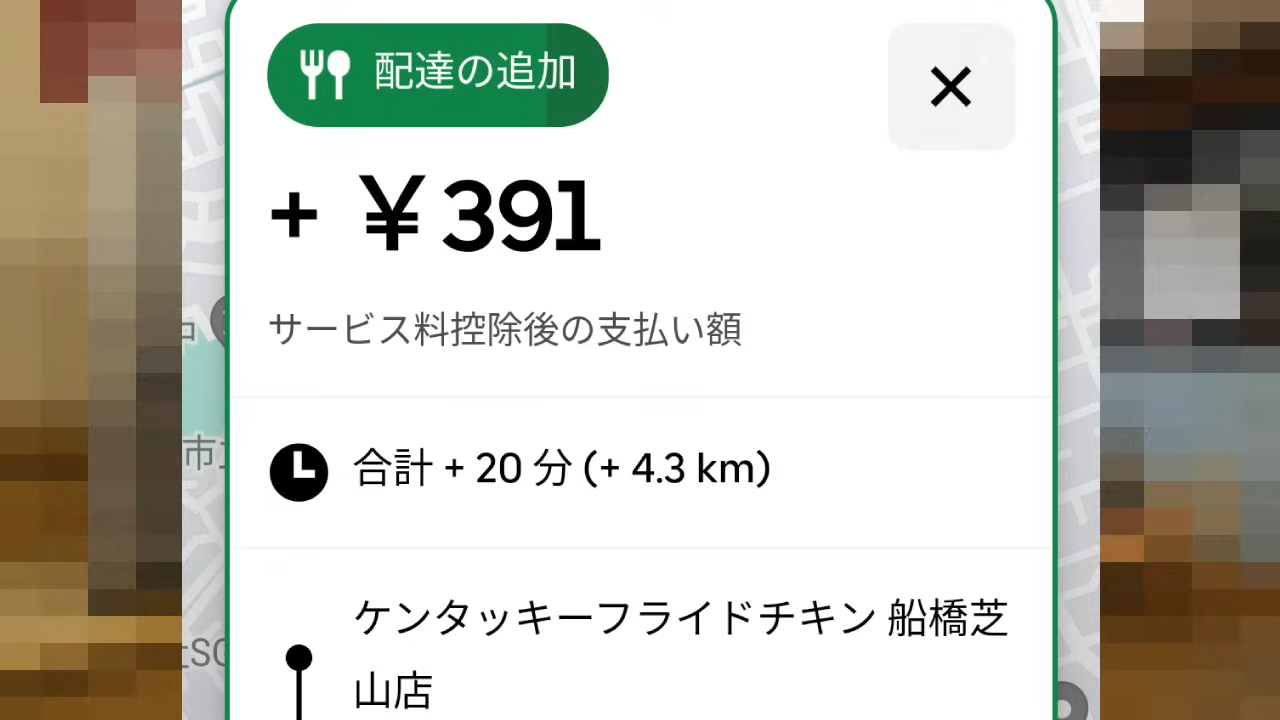 配達の追加
+ ¥391
サービス料控除後の支払い額
合計 + 20 分 (+ 4.3 km)
ケンタッキーフライドチキン 船橋芝
山店
市